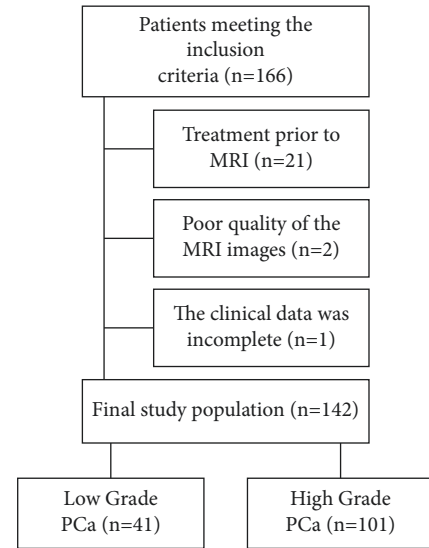 Patients meeting the
inclusion
criteria (n=166)
Treatment prior to
MRI (n=21)
Poor quality of the
MRI images (n=2)
The clinical data was
incomplete (n=1)
Final study population (n=142)
Low Grade
PCa (n=41)
High Grade
PCa (n=101)